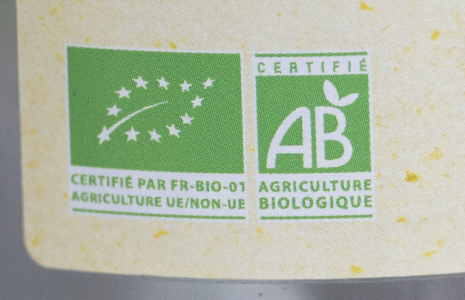 CERTIFIÉ PAR FR-BIO-01
AGRICULTURE UE/NON-UE
CERTIFIÉ
AB
AGRICULTURE
BIOLOGIQUE